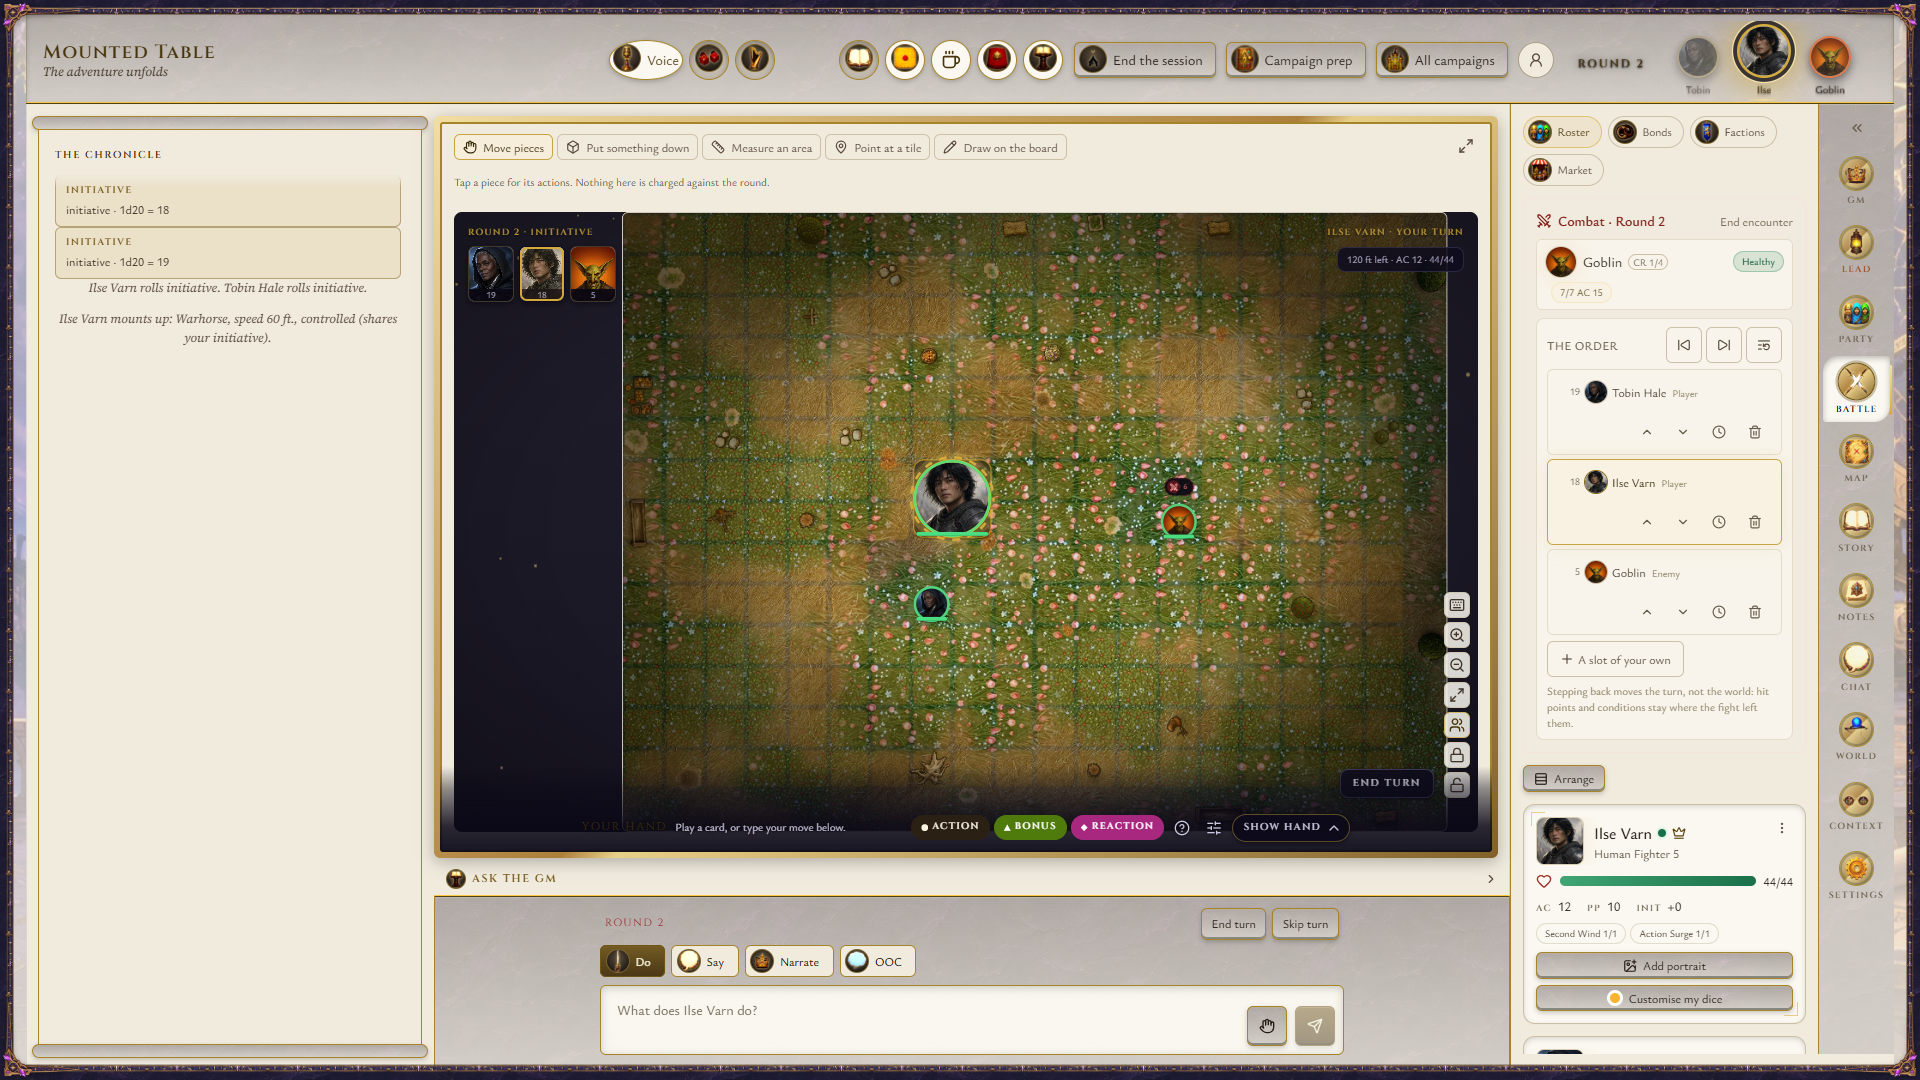 MOUNTED TABLE
The adventure unfolds
Voice
End the session
Campaign prep
All campaigns
ROUND 2
Tobin
Ilse
Goblin
THE CHRONICLE
INITIATIVE
initiative · 1d20 = 18
INITIATIVE
initiative · 1d20 = 19
Ilse Varn rolls initiative. Tobin Hale rolls initiative.
Ilse Varn mounts up: Warhorse, speed 60 ft., controlled (shares
your initiative).
Move pieces
Put something down
Measure an area
Point at a tile
Draw on the board
Tap a piece for its actions. Nothing here is charged against the round.
ROUND 2 · INITIATIVE
19
18
5
ILSE VARN · YOUR TURN
120 ft left · AC 12 · 44/44
6
END TURN
YOUR HAND
Play a card, or type your move below.
ACTION
BONUS
REACTION
SHOW HAND
ASK THE GM
ROUND 2
End turn
Skip turn
Do
Say
Narrate
OOC
What does Ilse Varn do?
Roster
Bonds
Factions
Market
Combat · Round 2
End encounter
Goblin
CR 1/4
Healthy
7/7 AC 15
THE ORDER
19
Tobin Hale Player
18
Ilse Varn Player
5
Goblin Enemy
A slot of your own
Stepping back moves the turn, not the world: hit
points and conditions stay where the fight left
them.
Arrange
Ilse Varn
Human Fighter 5
44/44
AC 12 PP 10 INIT +0
Second Wind 1/1
Action Surge 1/1
Add portrait
Customise my dice
GM
LEAD
PARTY
BATTLE
MAP
STORY
NOTES
CHAT
WORLD
CONTEXT
SETTINGS